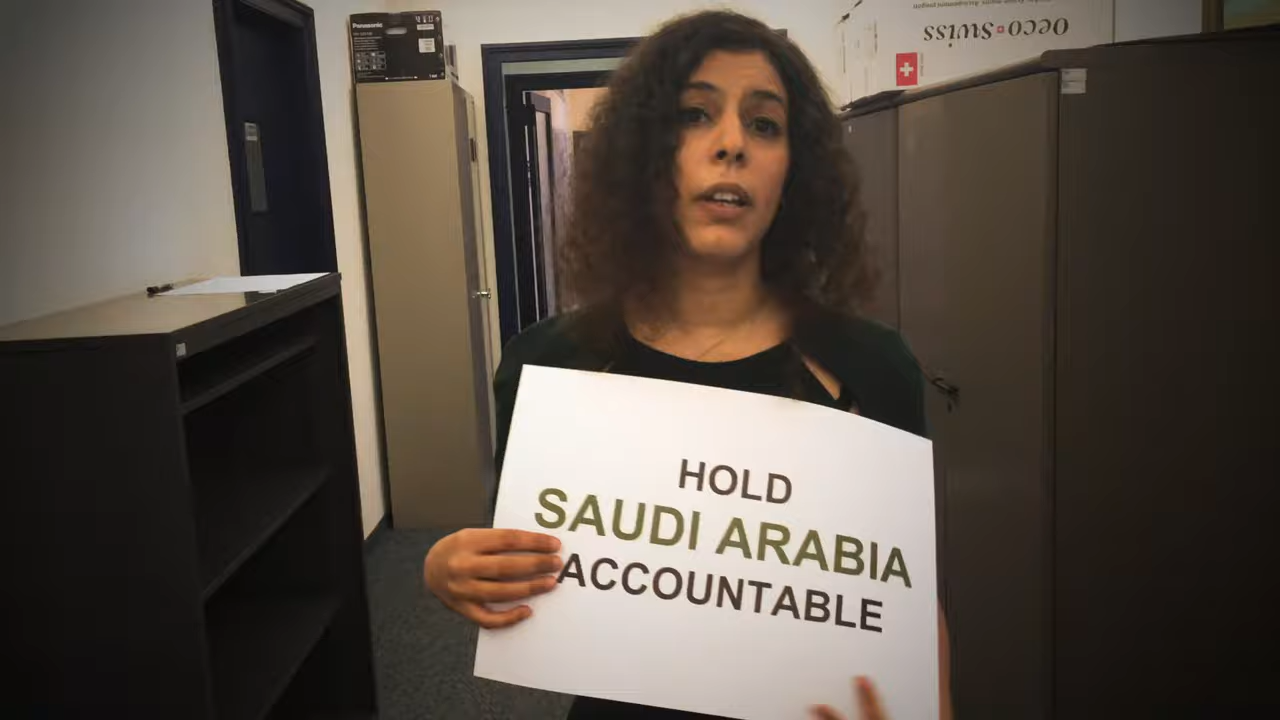 Panasonic
oeco swiss
HOLD
SAUDI ARABIA
ACCOUNTABLE